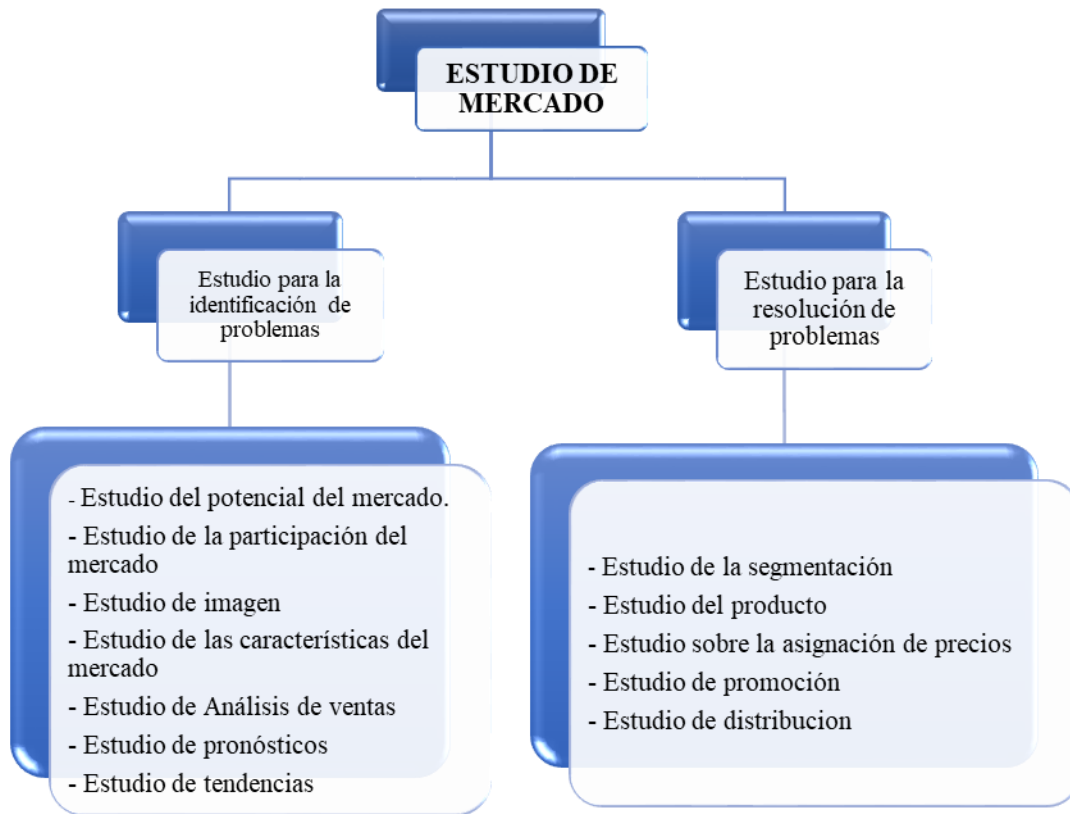 ESTUDIO DE
MERCADO
Estudio para la
identificación de
problemas
Estudio para la
resolución de
problemas
- Estudio del potencial del mercado.
- Estudio de la participación del
mercado
- Estudio de imagen
- Estudio de las características del
mercado
- Estudio de Análisis de ventas
- Estudio de pronósticos
- Estudio de tendencias
- Estudio de la segmentación
- Estudio del producto
- Estudio sobre la asignación de precios
- Estudio de promoción
- Estudio de distribucion